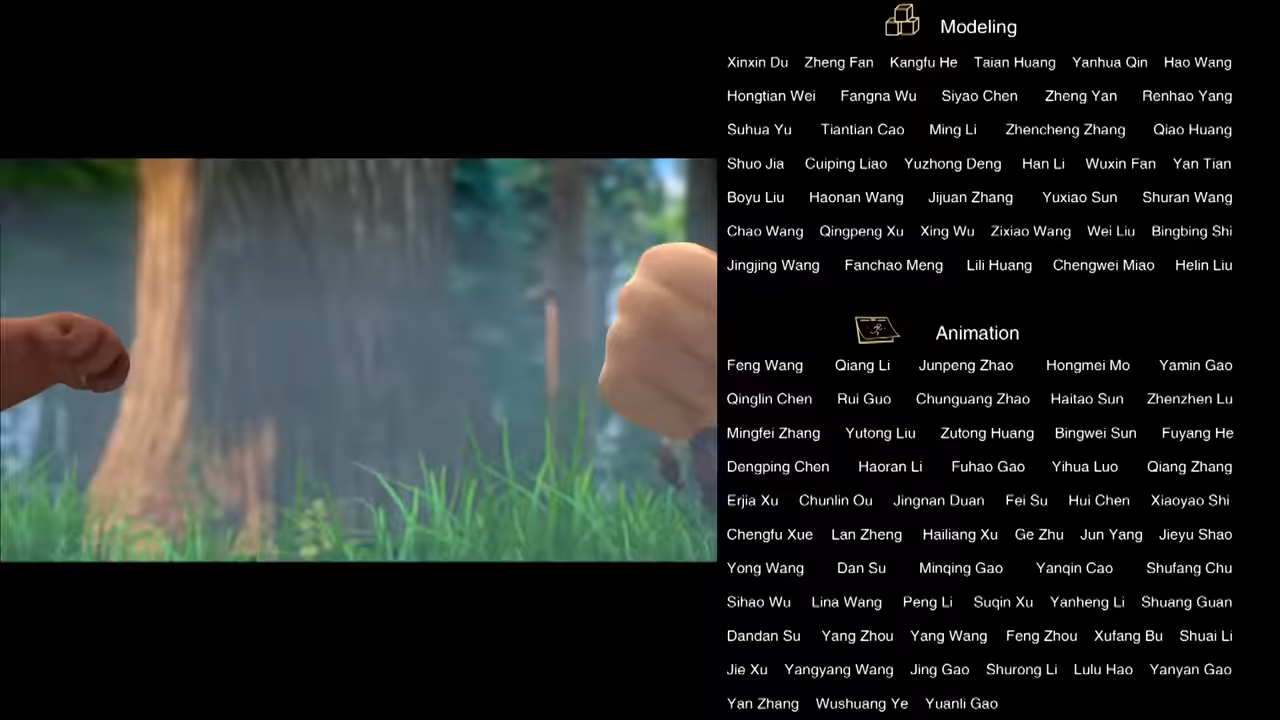 Modeling
Xinxin Du Zheng Fan Kangfu He Taian Huang Yanhua Qin Hao Wang
Hongtian Wei Fangna Wu Siyao Chen Zheng Yan Renhao Yang
Suhua Yu Tiantian Cao Ming Li Zhencheng Zhang Qiao Huang
Shuo Jia Cuiping Liao Yuzhong Deng Han Li Wuxin Fan Yan Tian
Boyu Liu Haonan Wang Jijuan Zhang Yuxiao Sun Shuran Wang
Chao Wang Qingpeng Xu Xing Wu Zixiao Wang Wei Liu Bingbing Shi
Jingjing Wang Fanchao Meng Lili Huang Chengwei Miao Helin Liu
Animation
Feng Wang Qiang Li Junpeng Zhao Hongmei Mo Yamin Gao
Qinglin Chen Rui Guo Chunguang Zhao Haitao Sun Zhenzhen Lu
Mingfei Zhang Yutong Liu Zutong Huang Bingwei Sun Fuyang He
Dengping Chen Haoran Li Fuhao Gao Yihua Luo Qiang Zhang
Erjia Xu Chunlin Ou Jingnan Duan Fei Su Hui Chen Xiaoyao Shi
Chengfu Xue Lan Zheng Hailiang Xu Ge Zhu Jun Yang Jieyu Shao
Yong Wang Dan Su Minqing Gao Yanqin Cao Shufang Chu
Sihao Wu Lina Wang Peng Li Suqin Xu Yanheng Li Shuang Guan
Dandan Su Yang Zhou Yang Wang Feng Zhou Xufang Bu Shuai Li
Jie Xu Yangyang Wang Jing Gao Shurong Li Lulu Hao Yanyan Gao
Yan Zhang Wushuang Ye Yuanli Gao